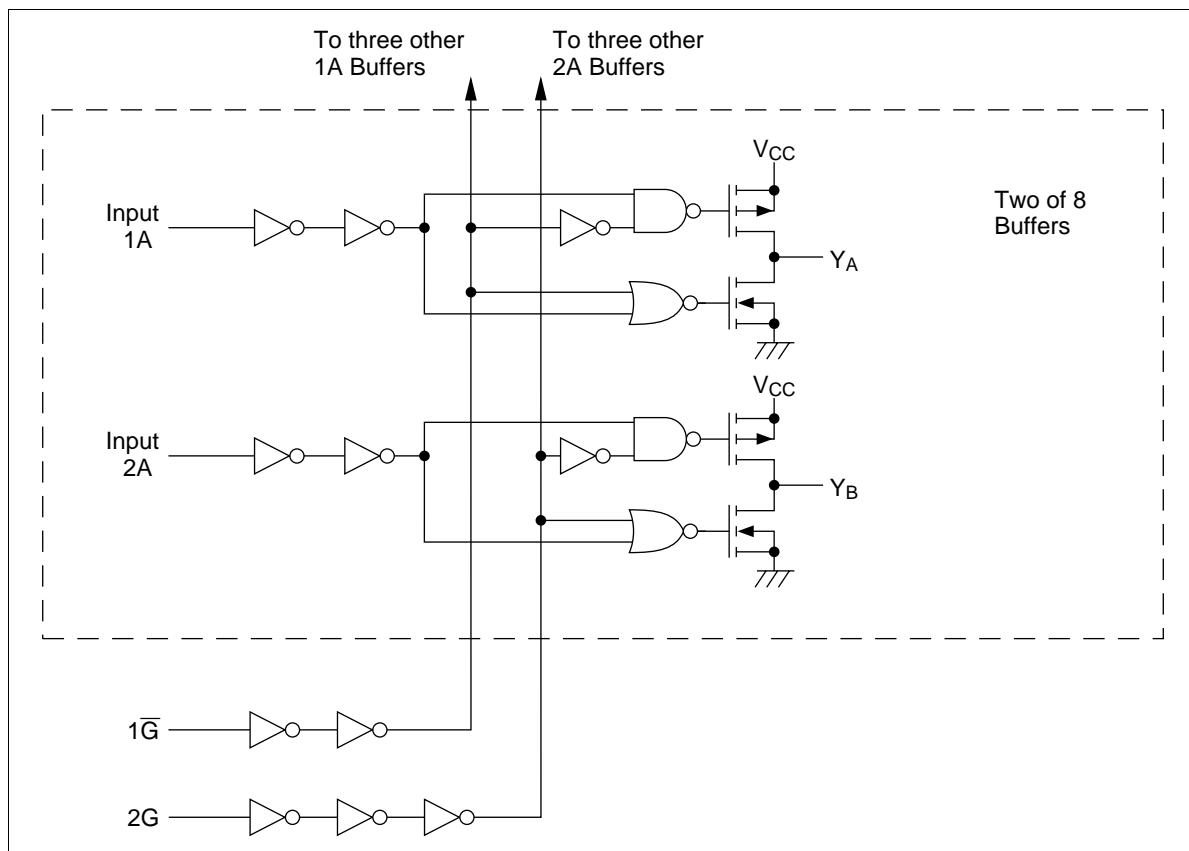 To three other
1A Buffers
To three other
2A Buffers
VCC
Input
1A
Two of 8
Buffers
YA
VCC
Input
2A
YB
1G̅
2G